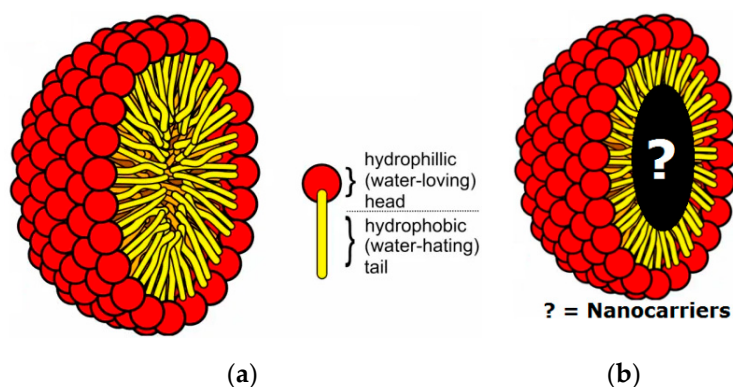 hydrophillic
(water-loving)
head
hydrophobic
(water-hating)
tail
?
? = Nanocarriers
(a)
(b)